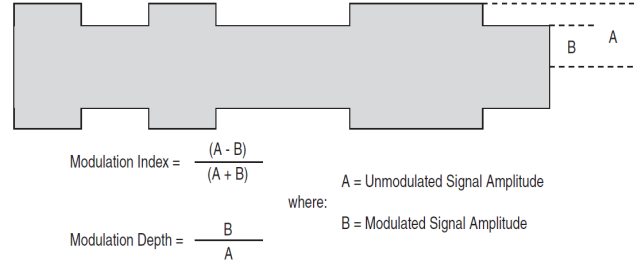 B
A
Modulation Index = (A - B)
(A + B)
A = Unmodulated Signal Amplitude
where:
B = Modulated Signal Amplitude
Modulation Depth = B
A